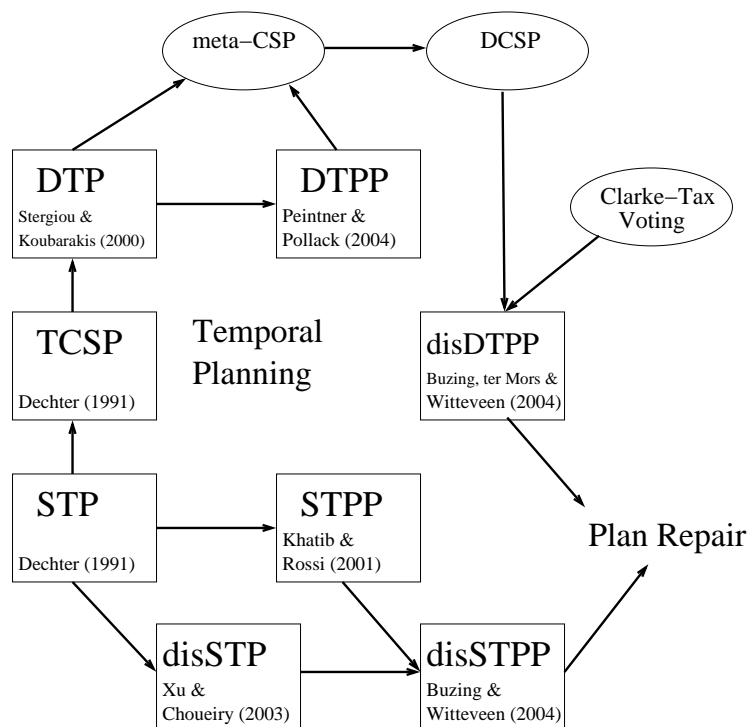 meta−CSP
DCSP
DTP
Stergiou &
Koubarakis (2000)
DTPP
Peintner &
Pollack (2004)
Clarke−Tax
Voting
TCSP
Dechter (1991)
Temporal
Planning
disDTPP
Buzing, ter Mors &
Witteveen (2004)
STP
Dechter (1991)
STPP
Khatib &
Rossi (2001)
Plan Repair
disSTP
Xu &
Choueiry (2003)
disSTPP
Buzing &
Witteveen (2004)